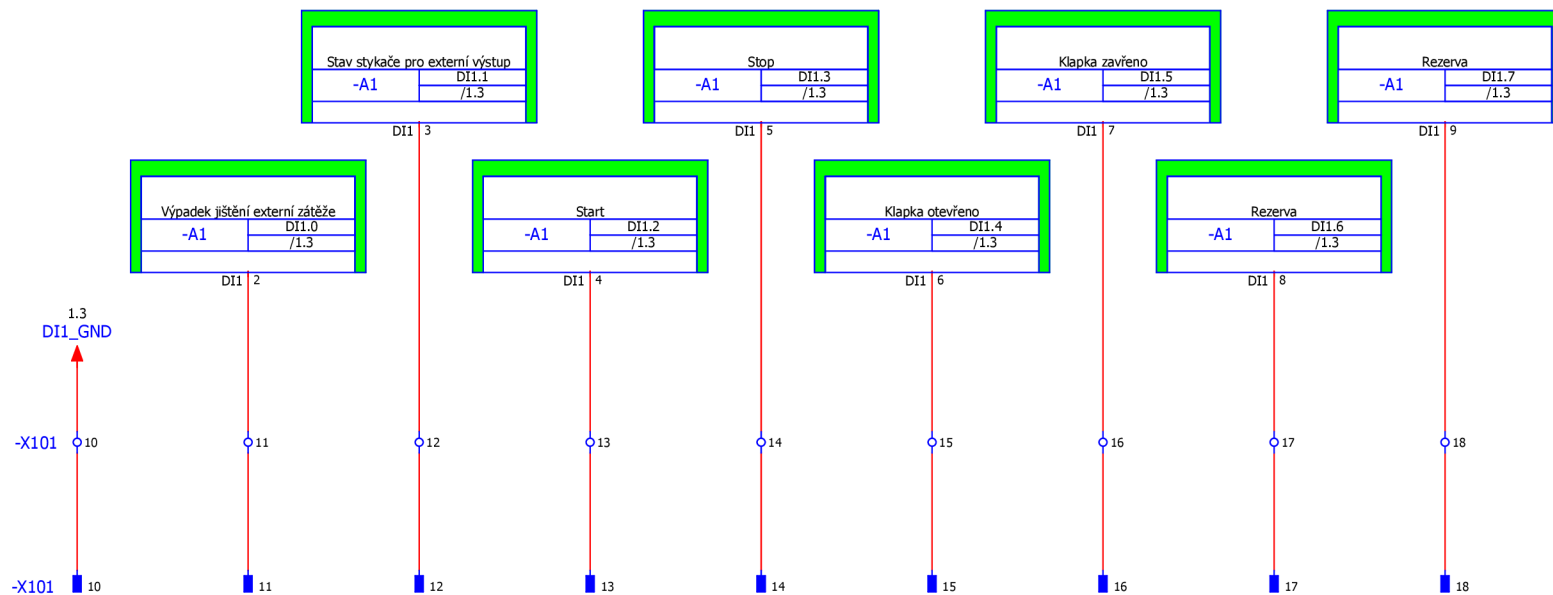 Stav stykače pro externí výstup
-A1
DI1.1
/1.3
DI1 3
Stop
-A1
DI1.3
/1.3
DI1 5
Klapka zavřeno
-A1
DI1.5
/1.3
DI1 7
Rezerva
-A1
DI1.7
/1.3
DI1 9
Výpadek jištění externí zátěže
-A1
DI1.0
/1.3
DI1 2
Start
-A1
DI1.2
/1.3
DI1 4
Klapka otevřeno
-A1
DI1.4
/1.3
DI1 6
Rezerva
-A1
DI1.6
/1.3
DI1 8
1.3
DI1_GND
-X101 10 11 12 13 14 15 16 17 18
-X101 10 11 12 13 14 15 16 17 18